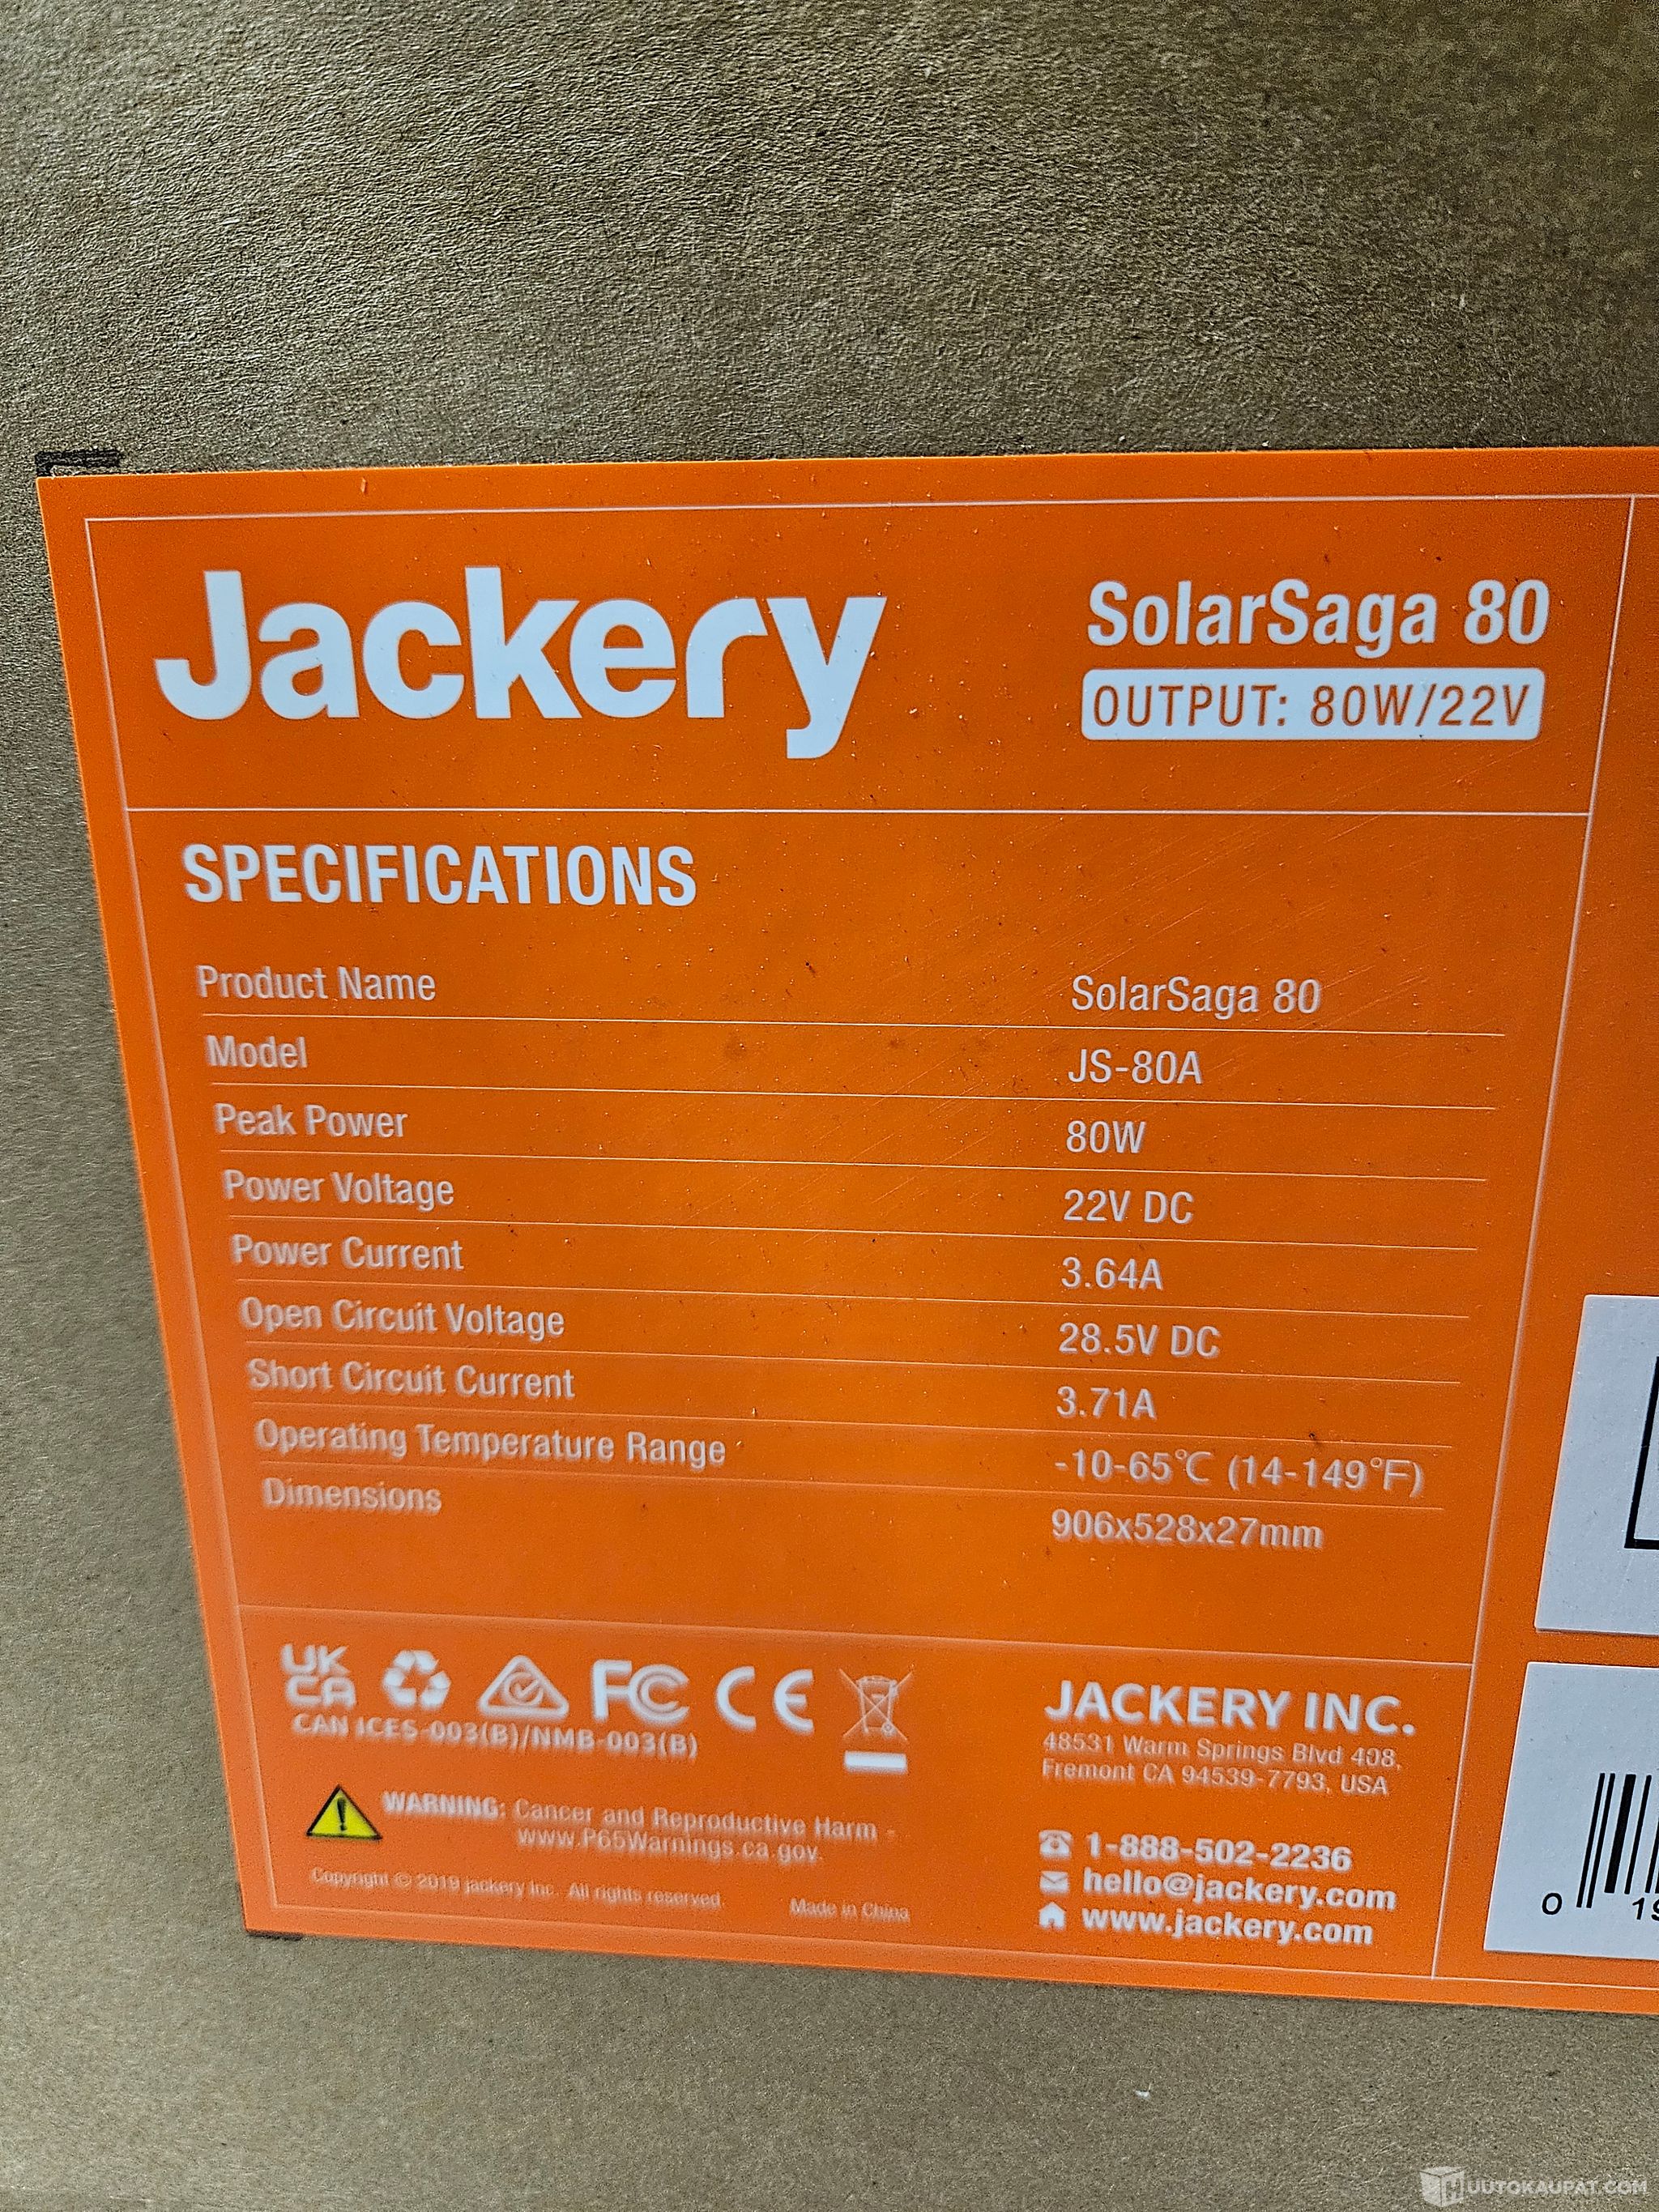 Jackery
SolarSaga 80
OUTPUT: 80W/22V
SPECIFICATIONS
Product Name SolarSaga 80
Model JS-80A
Peak Power 80W
Power Voltage 22V DC
Power Current 3.64A
Open Circuit Voltage 28.5V DC
Short Circuit Current 3.71A
Operating Temperature Range -10-65℃ (14-149℉)
Dimensions 906x528x27mm
UK
CA
FC CE
CAN ICES-003(B)/NMB-003(B)
WARNING: Cancer and Reproductive Harm -
www.P65Warnings.ca.gov.
Copyright © 2019 jackery Inc. All rights reserved.
Made in China
JACKERY INC.
48531 Warm Springs Blvd 408,
Fremont CA 94539-7793, USA
1-888-502-2236
hello@jackery.com
www.jackery.com
0
HUUTOKAUPAT.COM